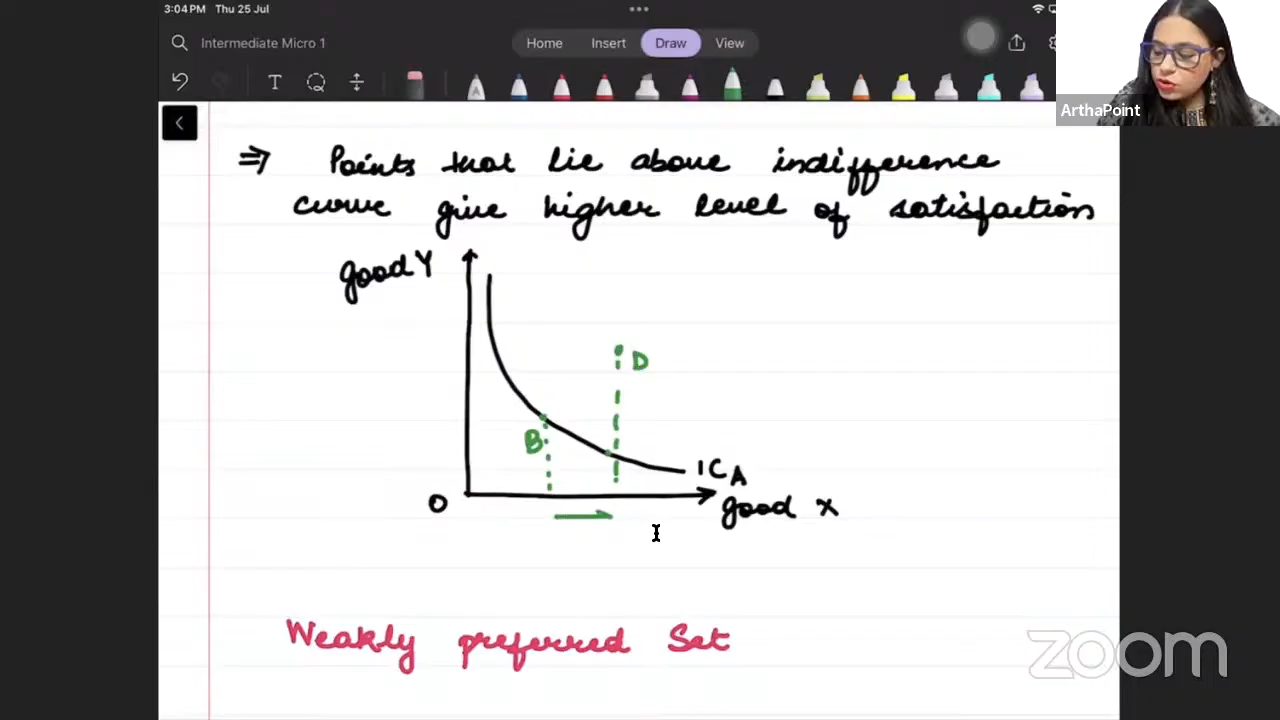 3:04 PM Thu 25 Jul
Intermediate Micro 1
Home Insert Draw View
T
A
ArthaPoint
⇒ Points that lie above indifference
curve give higher level of satisfaction
good Y
D
B
ICA
O
good x
Weakly preferred Set
zoom